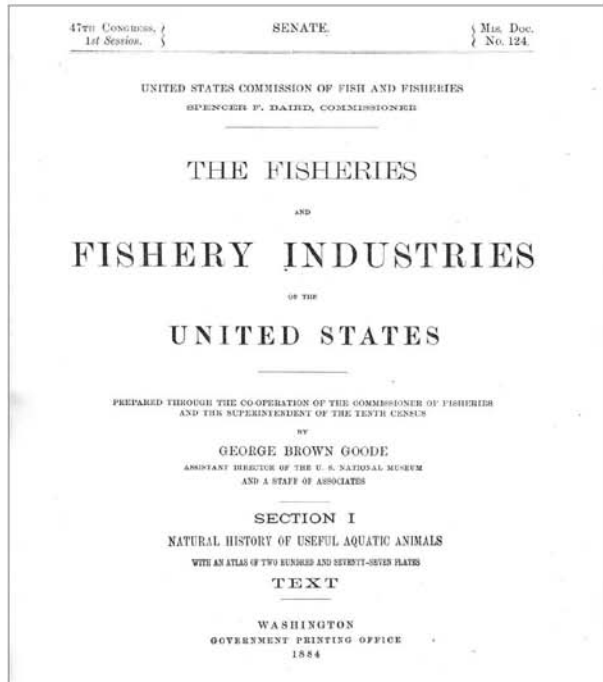 47TH CONGRESS, 1st Session.
SENATE.
MIS. DOC. No. 124.
UNITED STATES COMMISSION OF FISH AND FISHERIES
SPENCER F. BAIRD, COMMISSIONER
THE FISHERIES
AND
FISHERY INDUSTRIES
OF THE
UNITED STATES
PREPARED THROUGH THE CO-OPERATION OF THE COMMISSIONER OF FISHERIES
AND THE SUPERINTENDENT OF THE TENTH CENSUS
BY
GEORGE BROWN GOODE
ASSISTANT DIRECTOR OF THE U. S. NATIONAL MUSEUM
AND A STAFF OF ASSOCIATES
SECTION I
NATURAL HISTORY OF USEFUL AQUATIC ANIMALS
WITH AN ATLAS OF TWO HUNDRED AND SEVENTY-SEVEN PLATES
TEXT
WASHINGTON
GOVERNMENT PRINTING OFFICE
1884